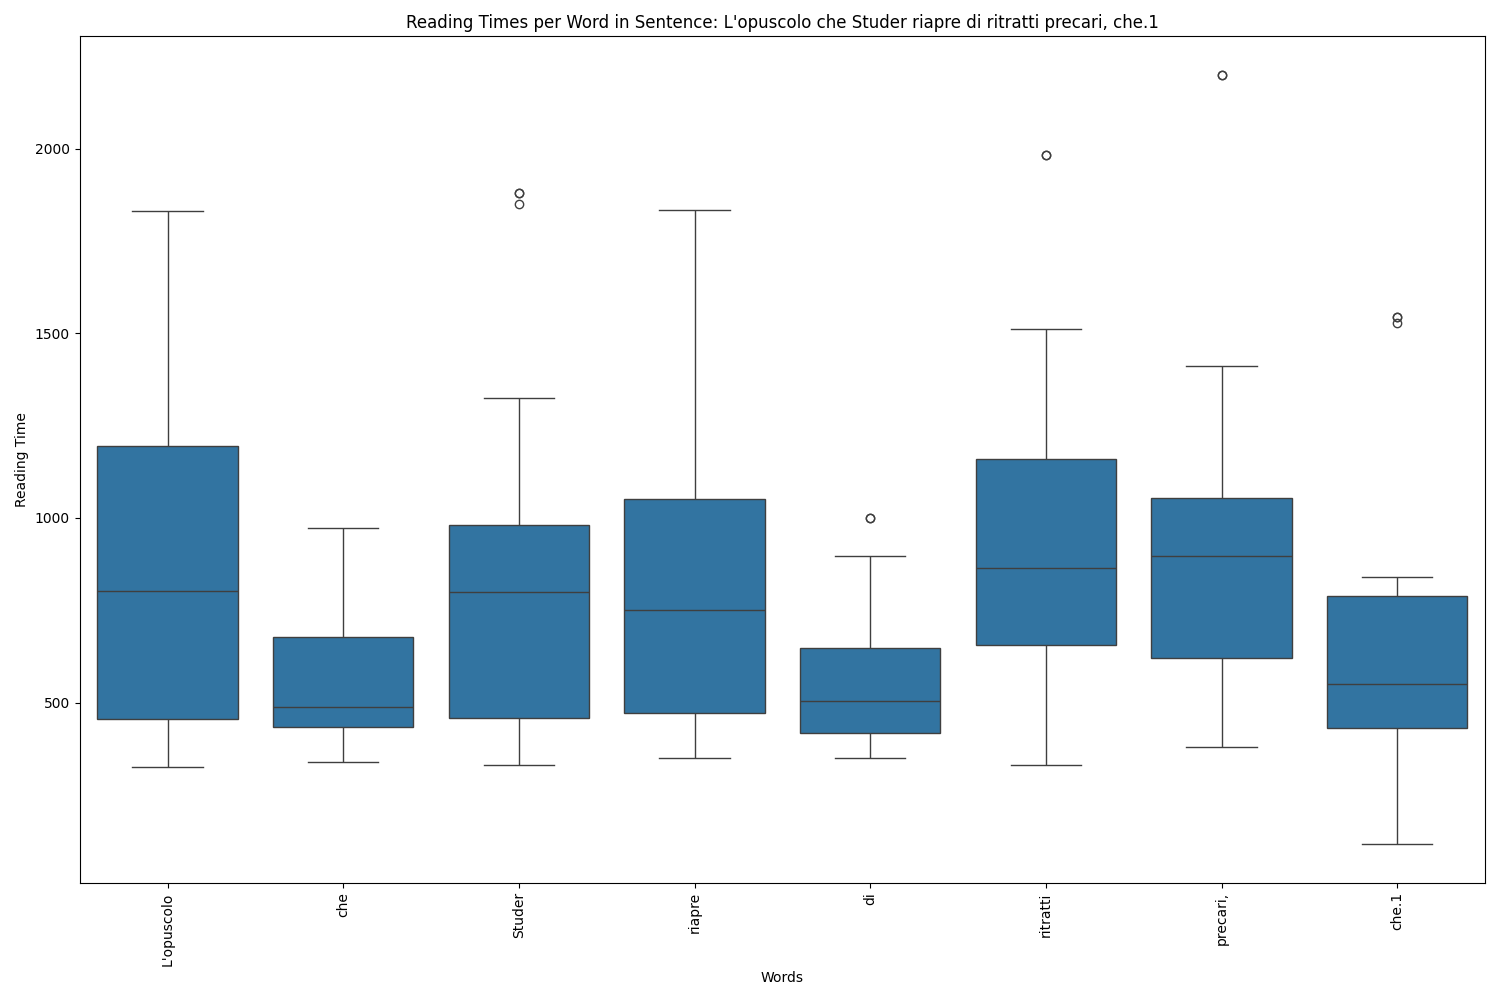 Reading Times per Word in Sentence: L'opuscolo che Studer riapre di ritratti precari, che.1
2000
1500
1000
500
Reading Time
L'opuscolo
che
Studer
riapre
di
ritratti
precari,
che.1
Words